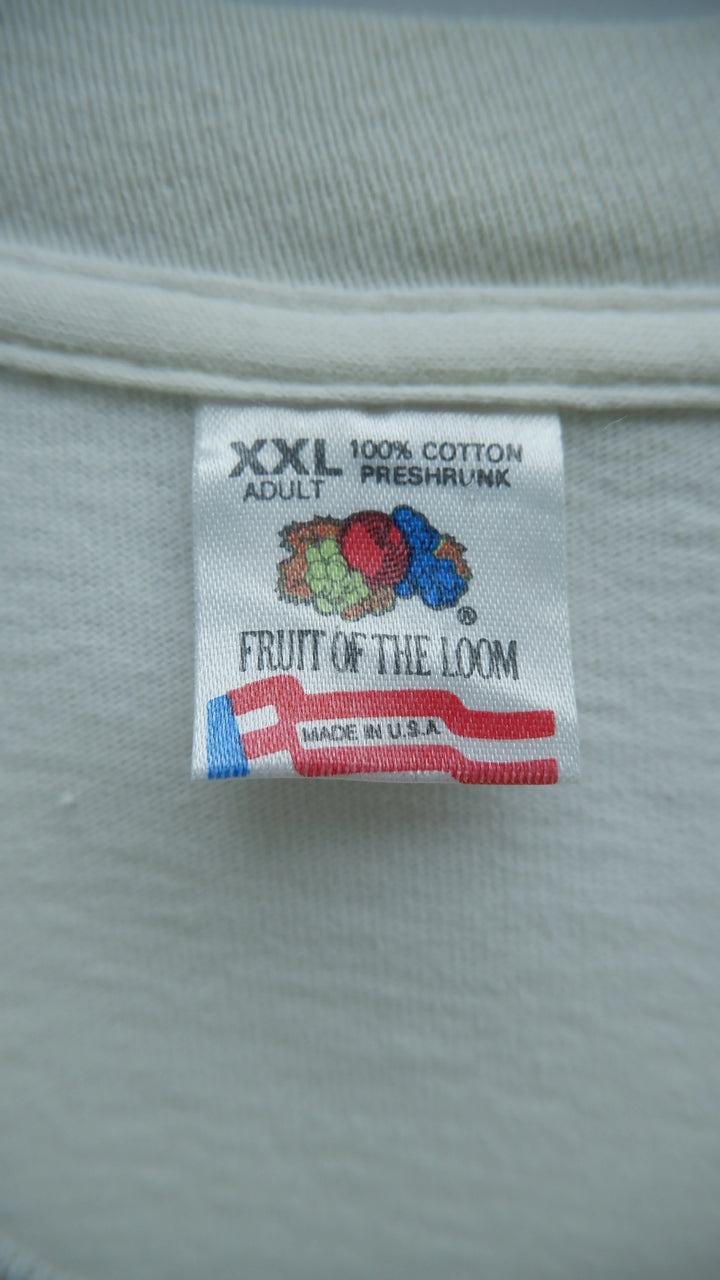 XXL 100% COTTON
ADULT PRESHRUNK
®
FRUIT OF THE LOOM
MADE IN U.S.A.